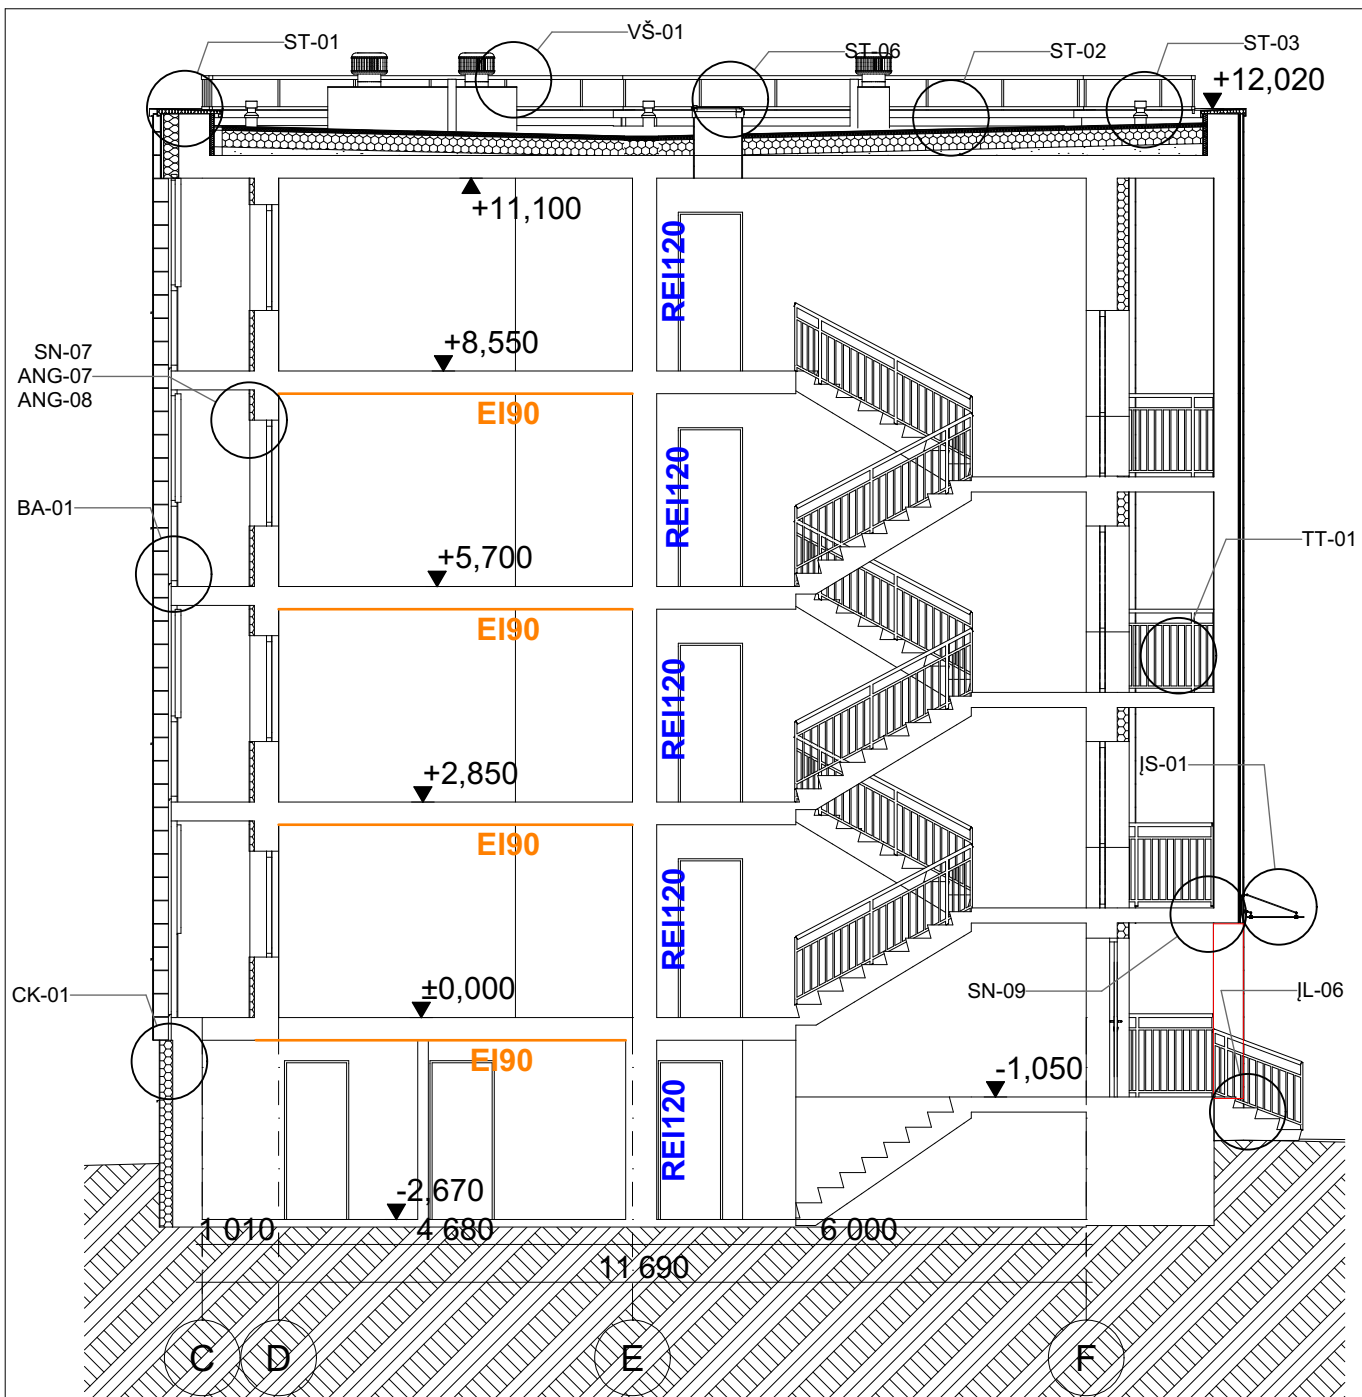 ST-01
VŠ-01
ST-06
ST-02
ST-03
+12,020
+11,100
REI120
+8,550
SN-07
ANG-07
ANG-08
EI90
REI120
BA-01
+5,700
TT-01
EI90
REI120
+2,850
ĮS-01
EI90
REI120
CK-01
±0,000
SN-09
ĮL-06
EI90
-1,050
REI120
-2,670
1 010
4 680
6 000
11 690
C
D
E
F